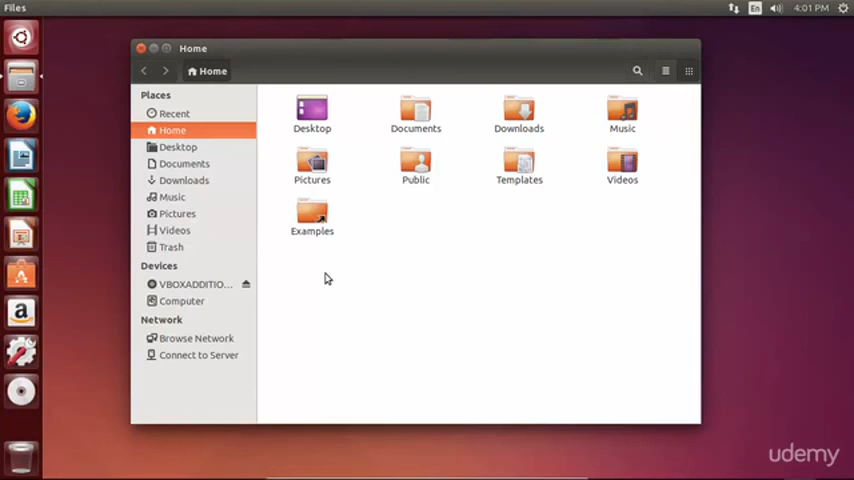 Files
En
4:01 PM
Home
Home
Places
Recent
Home
Desktop
Documents
Downloads
Music
Pictures
Videos
Trash
Devices
VBOXADDITIO...
Computer
Network
Browse Network
Connect to Server
Desktop
Documents
Downloads
Music
Pictures
Public
Templates
Videos
Examples
udemy